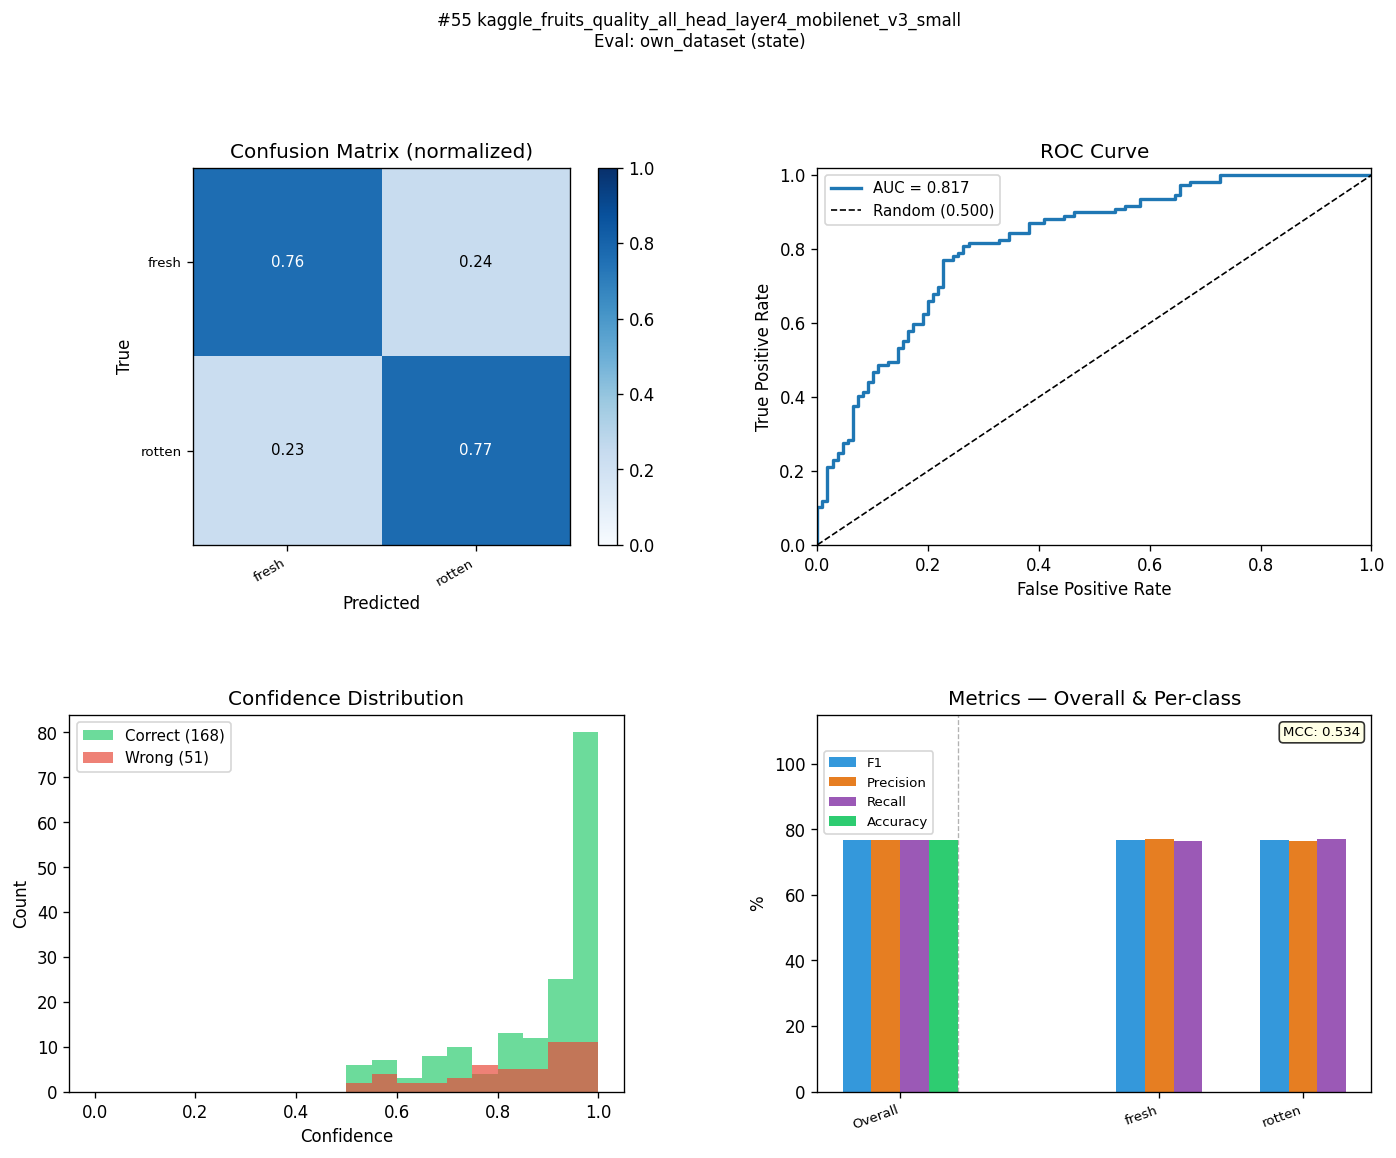 #55 kaggle_fruits_quality_all_head_layer4_mobilenet_v3_small
Eval: own_dataset (state)
Confusion Matrix (normalized)
True
fresh
rotten
0.76
0.24
0.23
0.77
fresh
rotten
Predicted
1.0
0.8
0.6
0.4
0.2
0.0
ROC Curve
AUC = 0.817
Random (0.500)
True Positive Rate
1.0
0.8
0.6
0.4
0.2
0.0
0.0 0.2 0.4 0.6 0.8 1.0
False Positive Rate
Confidence Distribution
Correct (168)
Wrong (51)
Count
80
70
60
50
40
30
20
10
0
0.0 0.2 0.4 0.6 0.8 1.0
Confidence
Metrics — Overall & Per-class
MCC: 0.534
F1
Precision
Recall
Accuracy
%
100
80
60
40
20
0
Overall
fresh
rotten